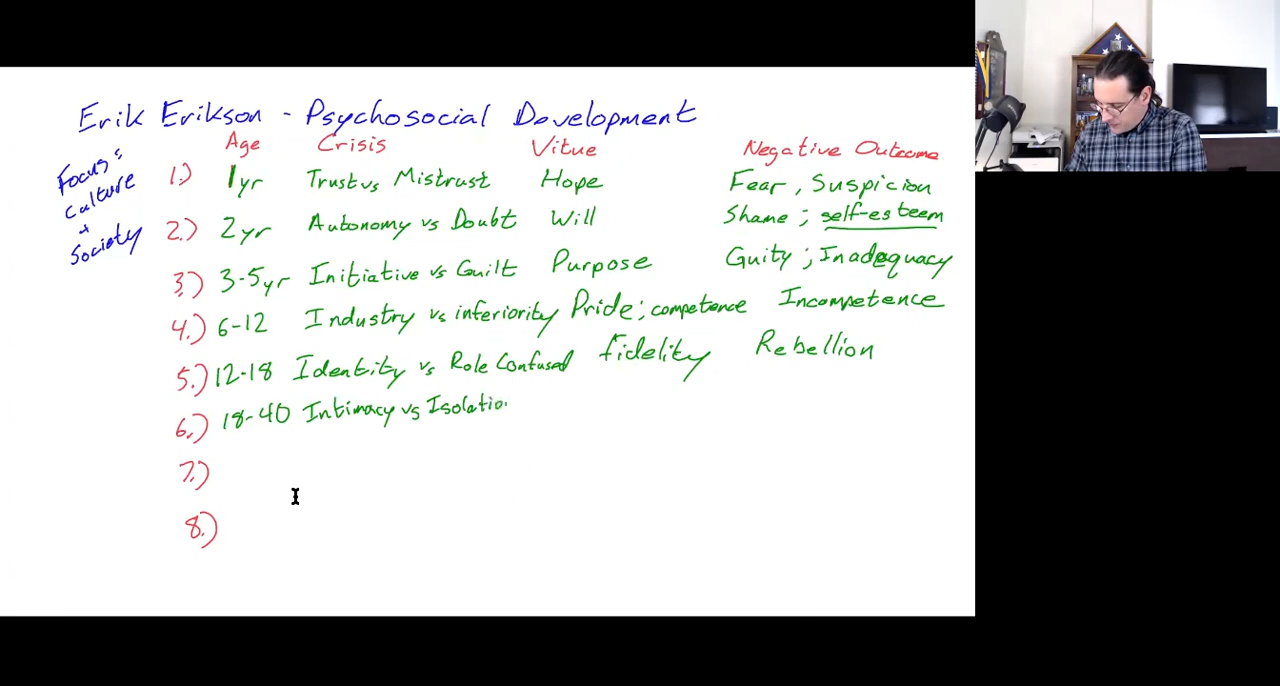 Erik Erikson - Psychosocial Development
Focus:
Culture
+
Society
Age Crisis Vitue Negative Outcome
1.) 1yr Trust vs Mistrust Hope Fear, Suspicion
2.) 2yr Autonomy vs Doubt Will Shame; self-esteem
3.) 3-5yr Initiative vs Guilt Purpose Guity; Inadequacy
4.) 6-12 Industry vs inferiority Pride; competence Incompetence
5.) 12-18 Identity vs Role Confused fidelity Rebellion
6.) 18-40 Intimacy vs Isolatio
7.)
8.)